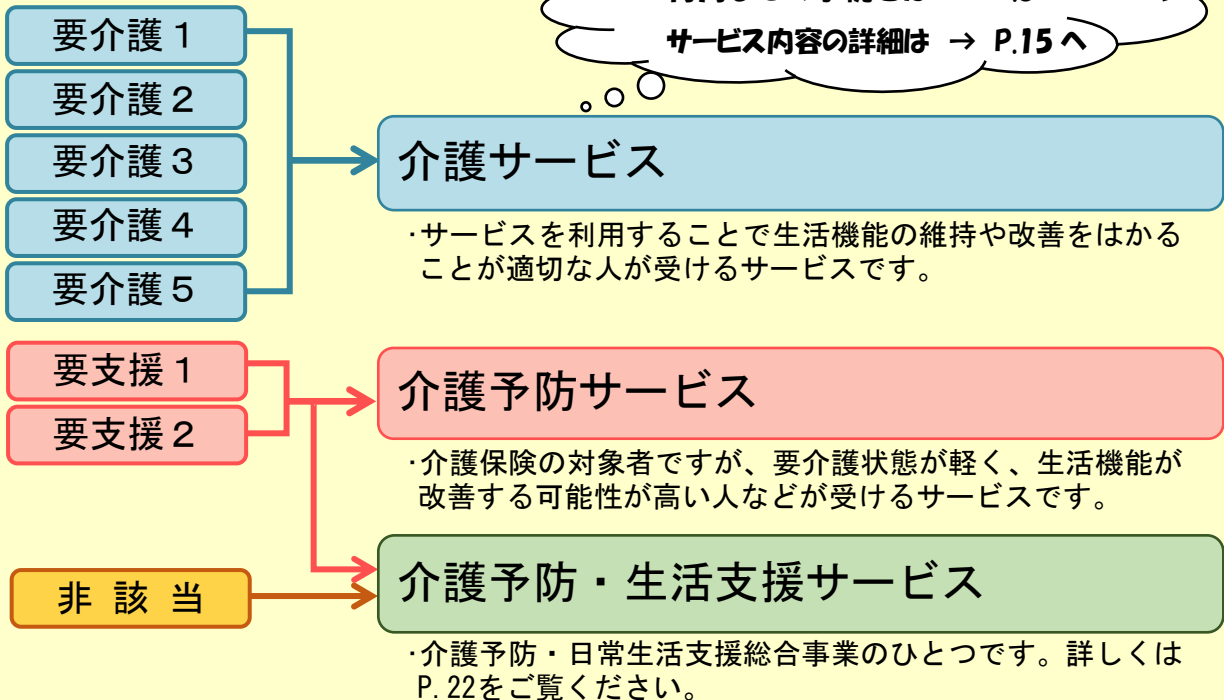 サービス内容の詳細は → P.15 へ
要介護１
要介護２
要介護３
要介護４
要介護５
介護サービス
・サービスを利用することで生活機能の維持や改善をはかる
ことが適切な人が受けるサービスです。
要支援１
要支援２
介護予防サービス
・介護保険の対象者ですが、要介護状態が軽く、生活機能が
改善する可能性が高い人などが受けるサービスです。
非 該 当
介護予防・生活支援サービス
・介護予防・日常生活支援総合事業のひとつです。詳しくは
P.22をご覧ください。